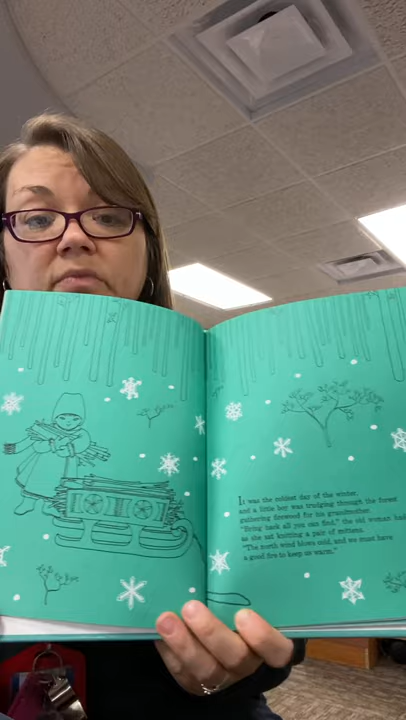 It was the coldest day of the winter,
and a little boy was trudging through the forest
gathering firewood for his grandmother.
"Bring back all you can find," the old woman had
as she sat knitting a pair of mittens.
"The north wind blows cold, and we must have
a good fire to keep us warm."